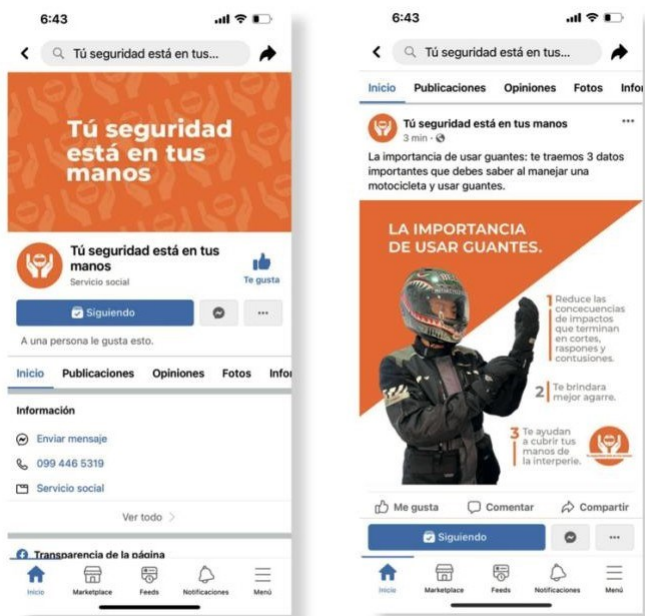 6:43
Tú seguridad está en tus...
Tú seguridad
está en tus
manos
Tú seguridad está en tus
manos
Servicio social
Te gusta
Siguiendo
A una persona le gusta esto.
Inicio Publicaciones Opiniones Fotos Infor
Información
Enviar mensaje
099 446 5319
Servicio social
Ver todo
Transparencia de la página
Inicio Marketplace Feeds Notificaciones Menú
6:43
Tú seguridad está en tus...
Inicio Publicaciones Opiniones Fotos Infor
Tú seguridad está en tus manos
3 min
La importancia de usar guantes: te traemos 3 datos
importantes que debes saber al manejar una
motocicleta y usar guantes.
LA IMPORTANCIA
DE USAR GUANTES.
1 Reduce las
concecuencias
de impactos
que terminan
en cortes,
raspones y
contusiones.
2 Te brindara
mejor agarre.
3 Te ayudan
a cubrir tus
manos de
la interperie.
Me gusta Comentar Compartir
Siguiendo
Inicio Marketplace Feeds Notificaciones Menú